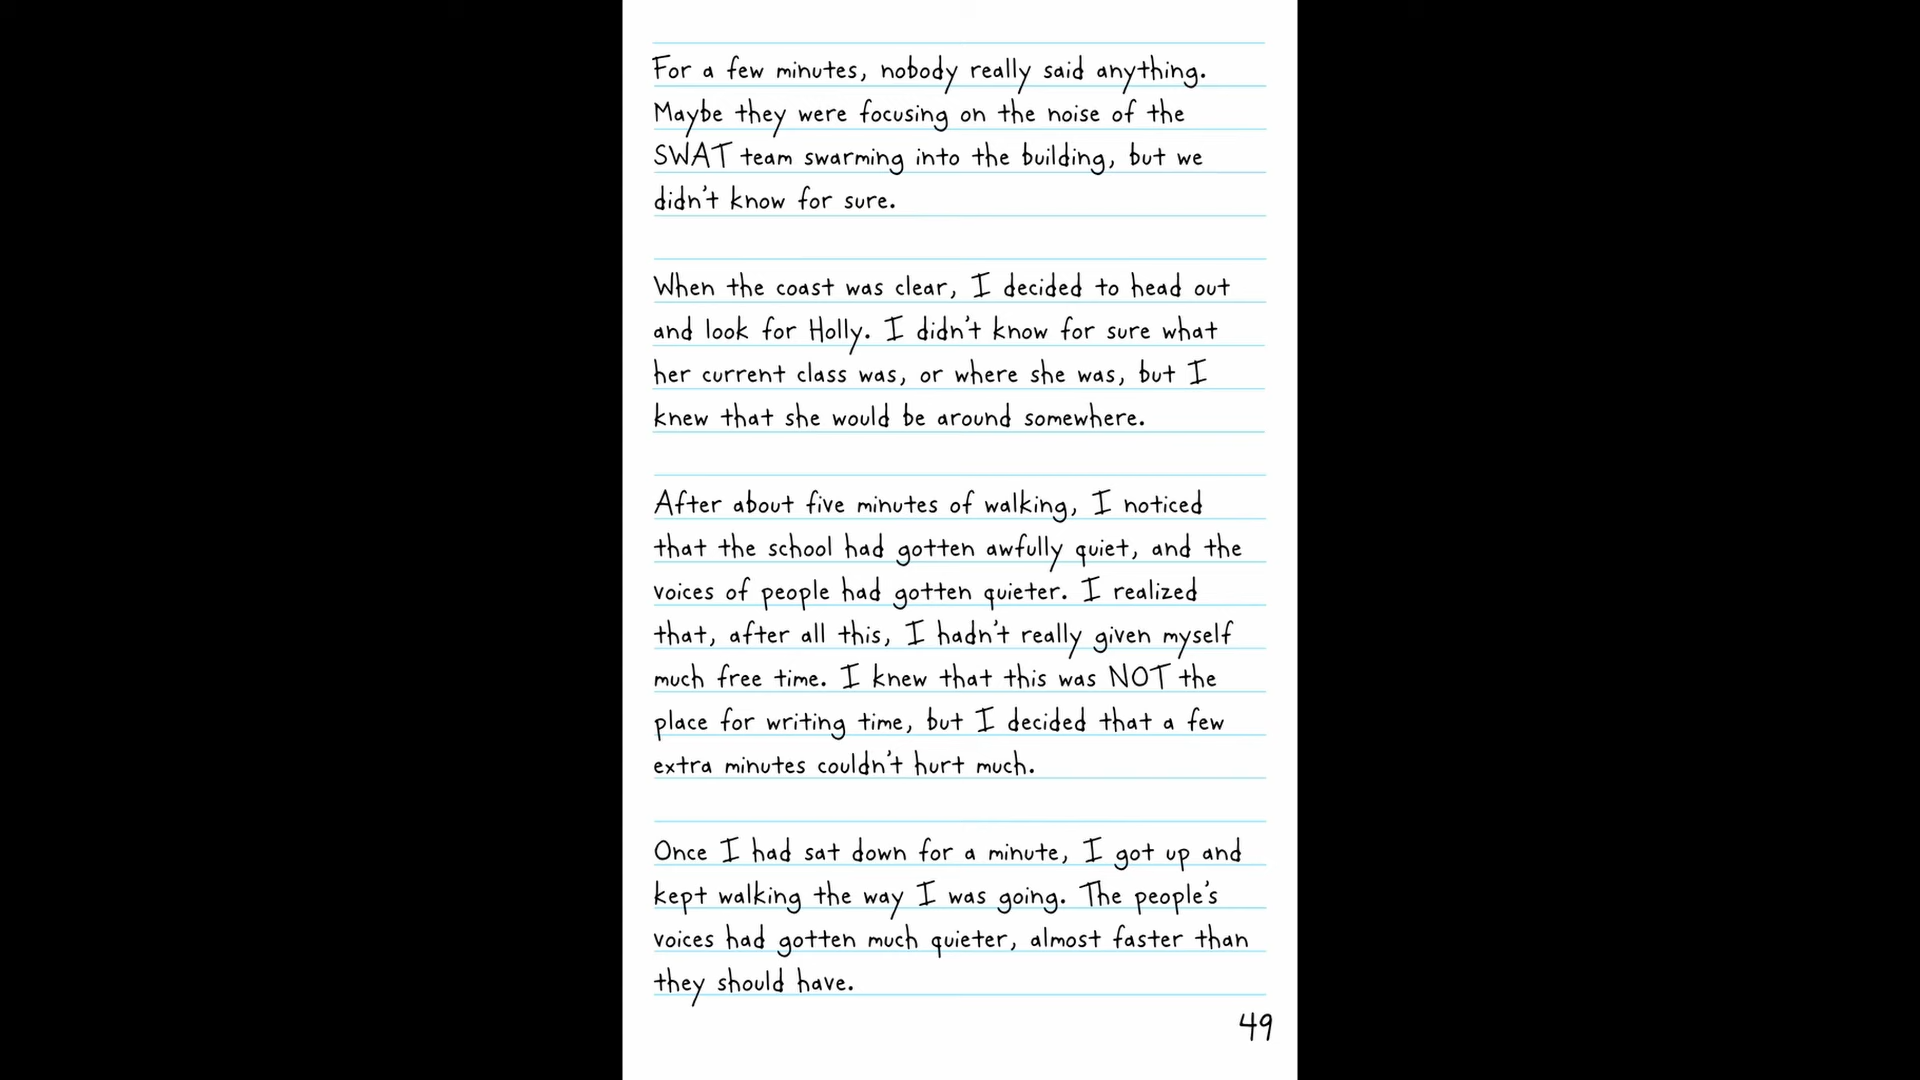 For a few minutes, nobody really said anything.
Maybe they were focusing on the noise of the
SWAT team swarming into the building, but we
didn't know for sure.
When the coast was clear, I decided to head out
and look for Holly. I didn't know for sure what
her current class was, or where she was, but I
knew that she would be around somewhere.
After about five minutes of walking, I noticed
that the school had gotten awfully quiet, and the
voices of people had gotten quieter. I realized
that, after all this, I hadn't really given myself
much free time. I knew that this was NOT the
place for writing time, but I decided that a few
extra minutes couldn't hurt much.
Once I had sat down for a minute, I got up and
kept walking the way I was going. The people's
voices had gotten much quieter, almost faster than
they should have.
49